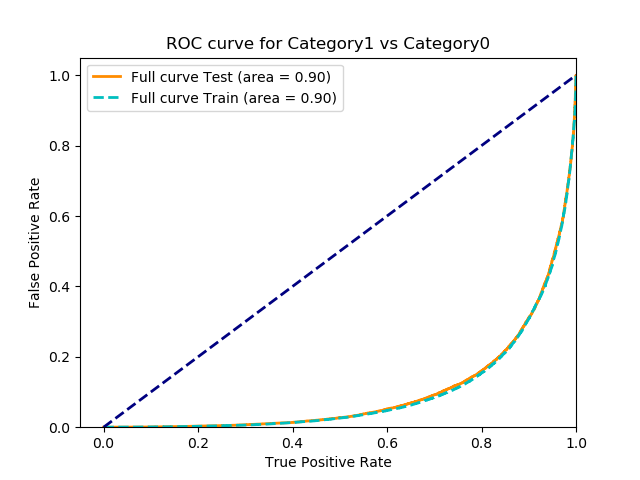 ROC curve for Category1 vs Category0
Full curve Test (area = 0.90)
Full curve Train (area = 0.90)
1.0
0.8
0.6
0.4
0.2
0.0
False Positive Rate
0.0 0.2 0.4 0.6 0.8 1.0
True Positive Rate